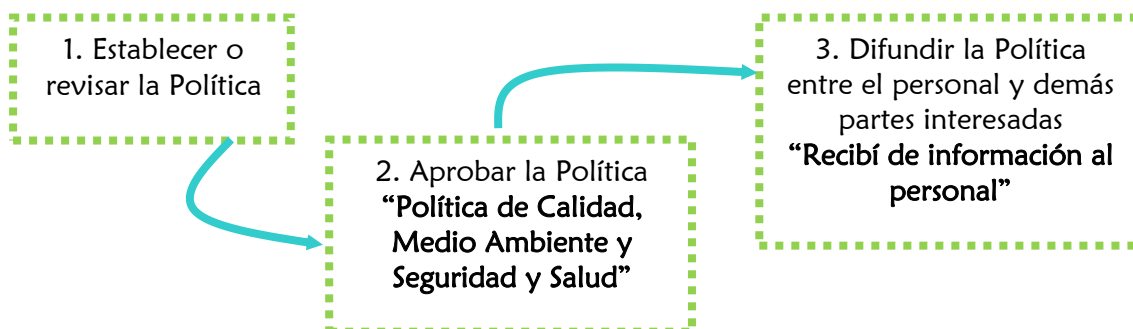 1. Establecer o
revisar la Política
2. Aprobar la Política
“Política de Calidad,
Medio Ambiente y
Seguridad y Salud”
3. Difundir la Política
entre el personal y demás
partes interesadas
“Recibí de información al
personal”